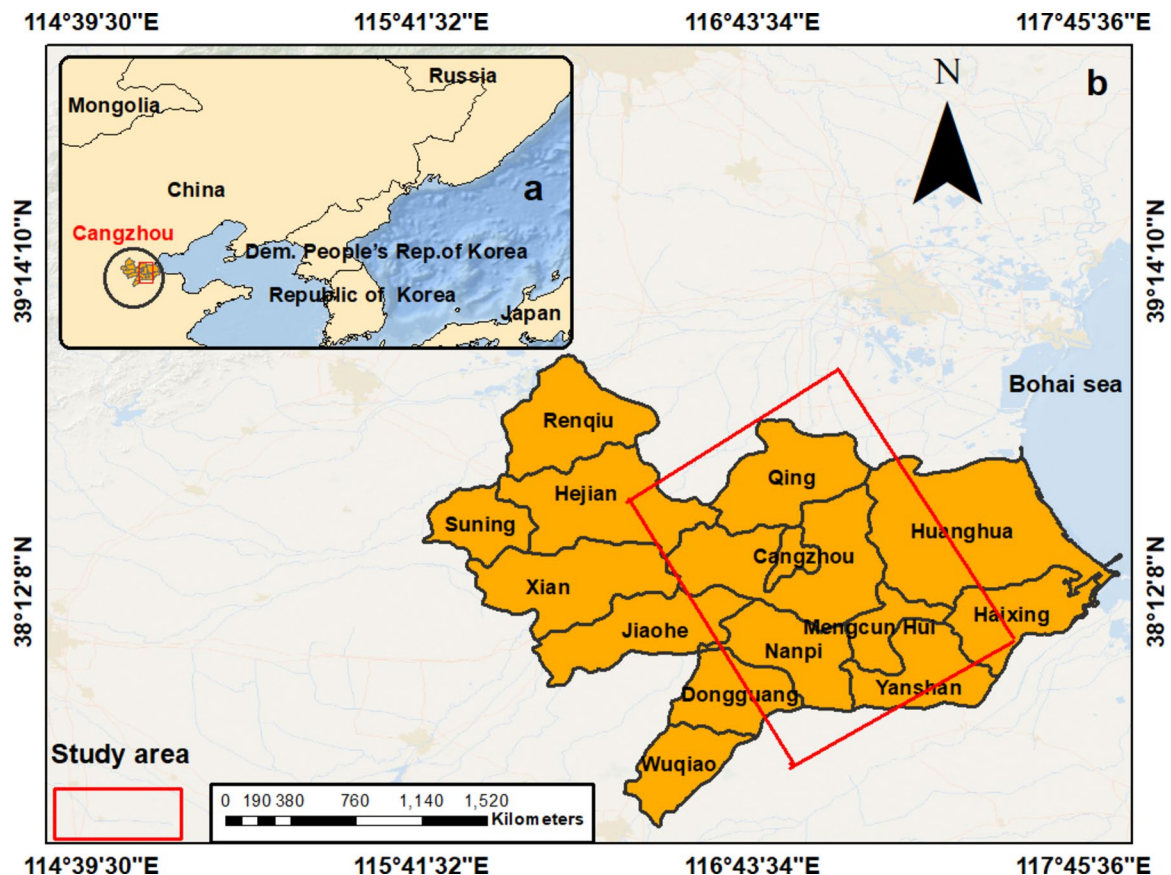 114°39'30"E 115°41'32"E 116°43'34"E 117°45'36"E
39°14'10"N
38°12'8"N
Russia
Mongolia
China
a
Cangzhou
Dem. People's Rep.of Korea
Republic of Korea
Japan
N
b
39°14'10"N
38°12'8"N
Bohai sea
Renqiu
Qing
Hejian
Suning
Huanghua
Cangzhou
Xian
Haixing
Jiaohe
Mengcun Hui
Nanpi
Yanshan
Dongguang
Wuqiao
Study area
0 190 380 760 1,140 1,520
Kilometers
114°39'30"E 115°41'32"E 116°43'34"E 117°45'36"E